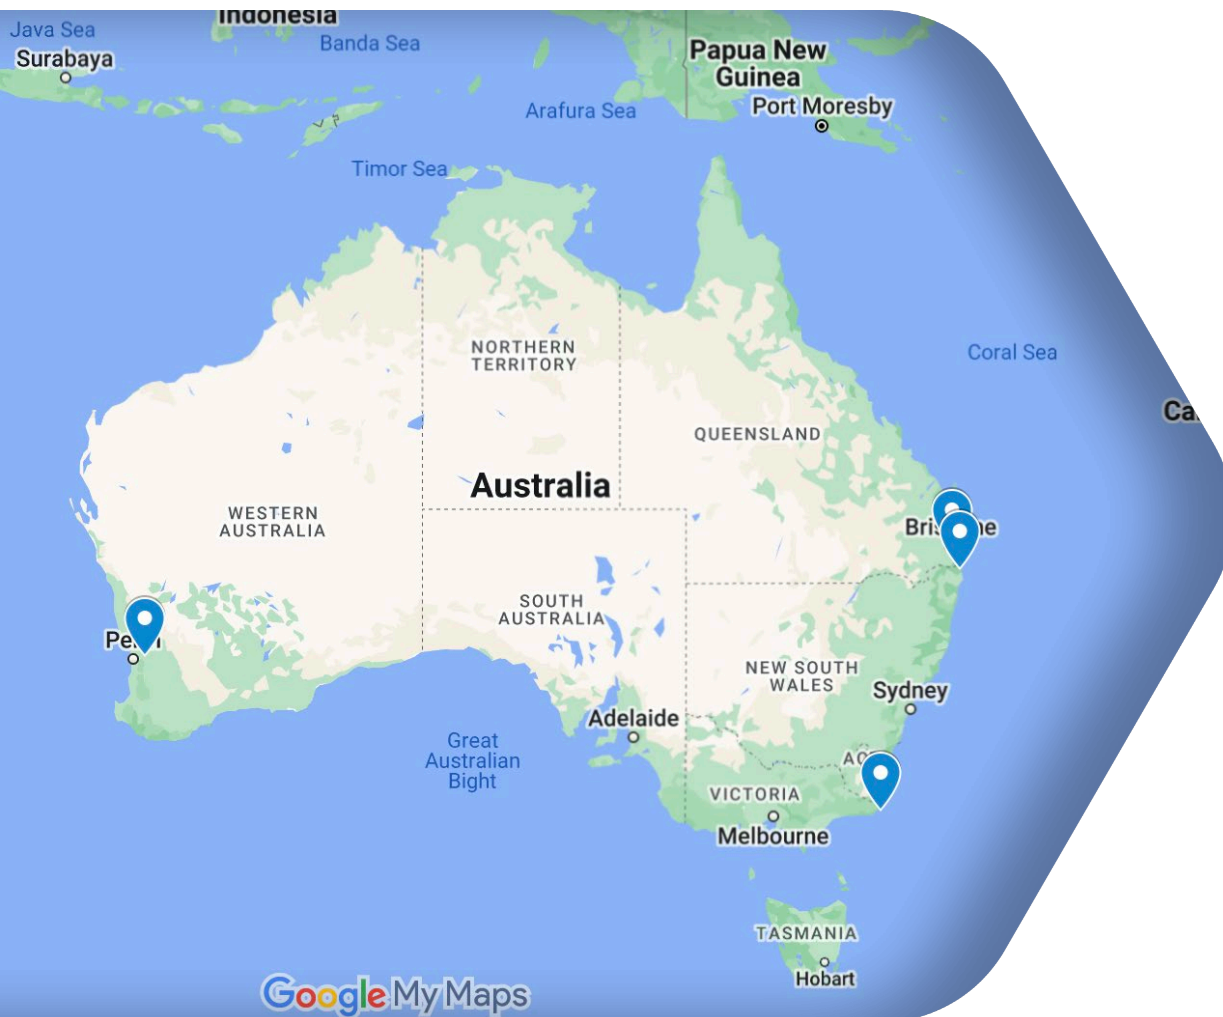 Indonesia
Java Sea
Banda Sea
Surabaya
Papua New
Guinea
Arafura Sea
Port Moresby
Timor Sea
NORTHERN
TERRITORY
Coral Sea
QUEENSLAND
Australia
WESTERN
AUSTRALIA
SOUTH
AUSTRALIA
NEW SOUTH
WALES
Sydney
Adelaide
Great
Australian
Bight
VICTORIA
Melbourne
TASMANIA
Hobart
Google My Maps